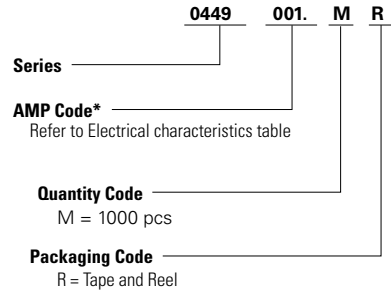 0449 001. M R
Series
AMP Code*
Refer to Electrical characteristics table
Quantity Code
M = 1000 pcs
Packaging Code
R = Tape and Reel